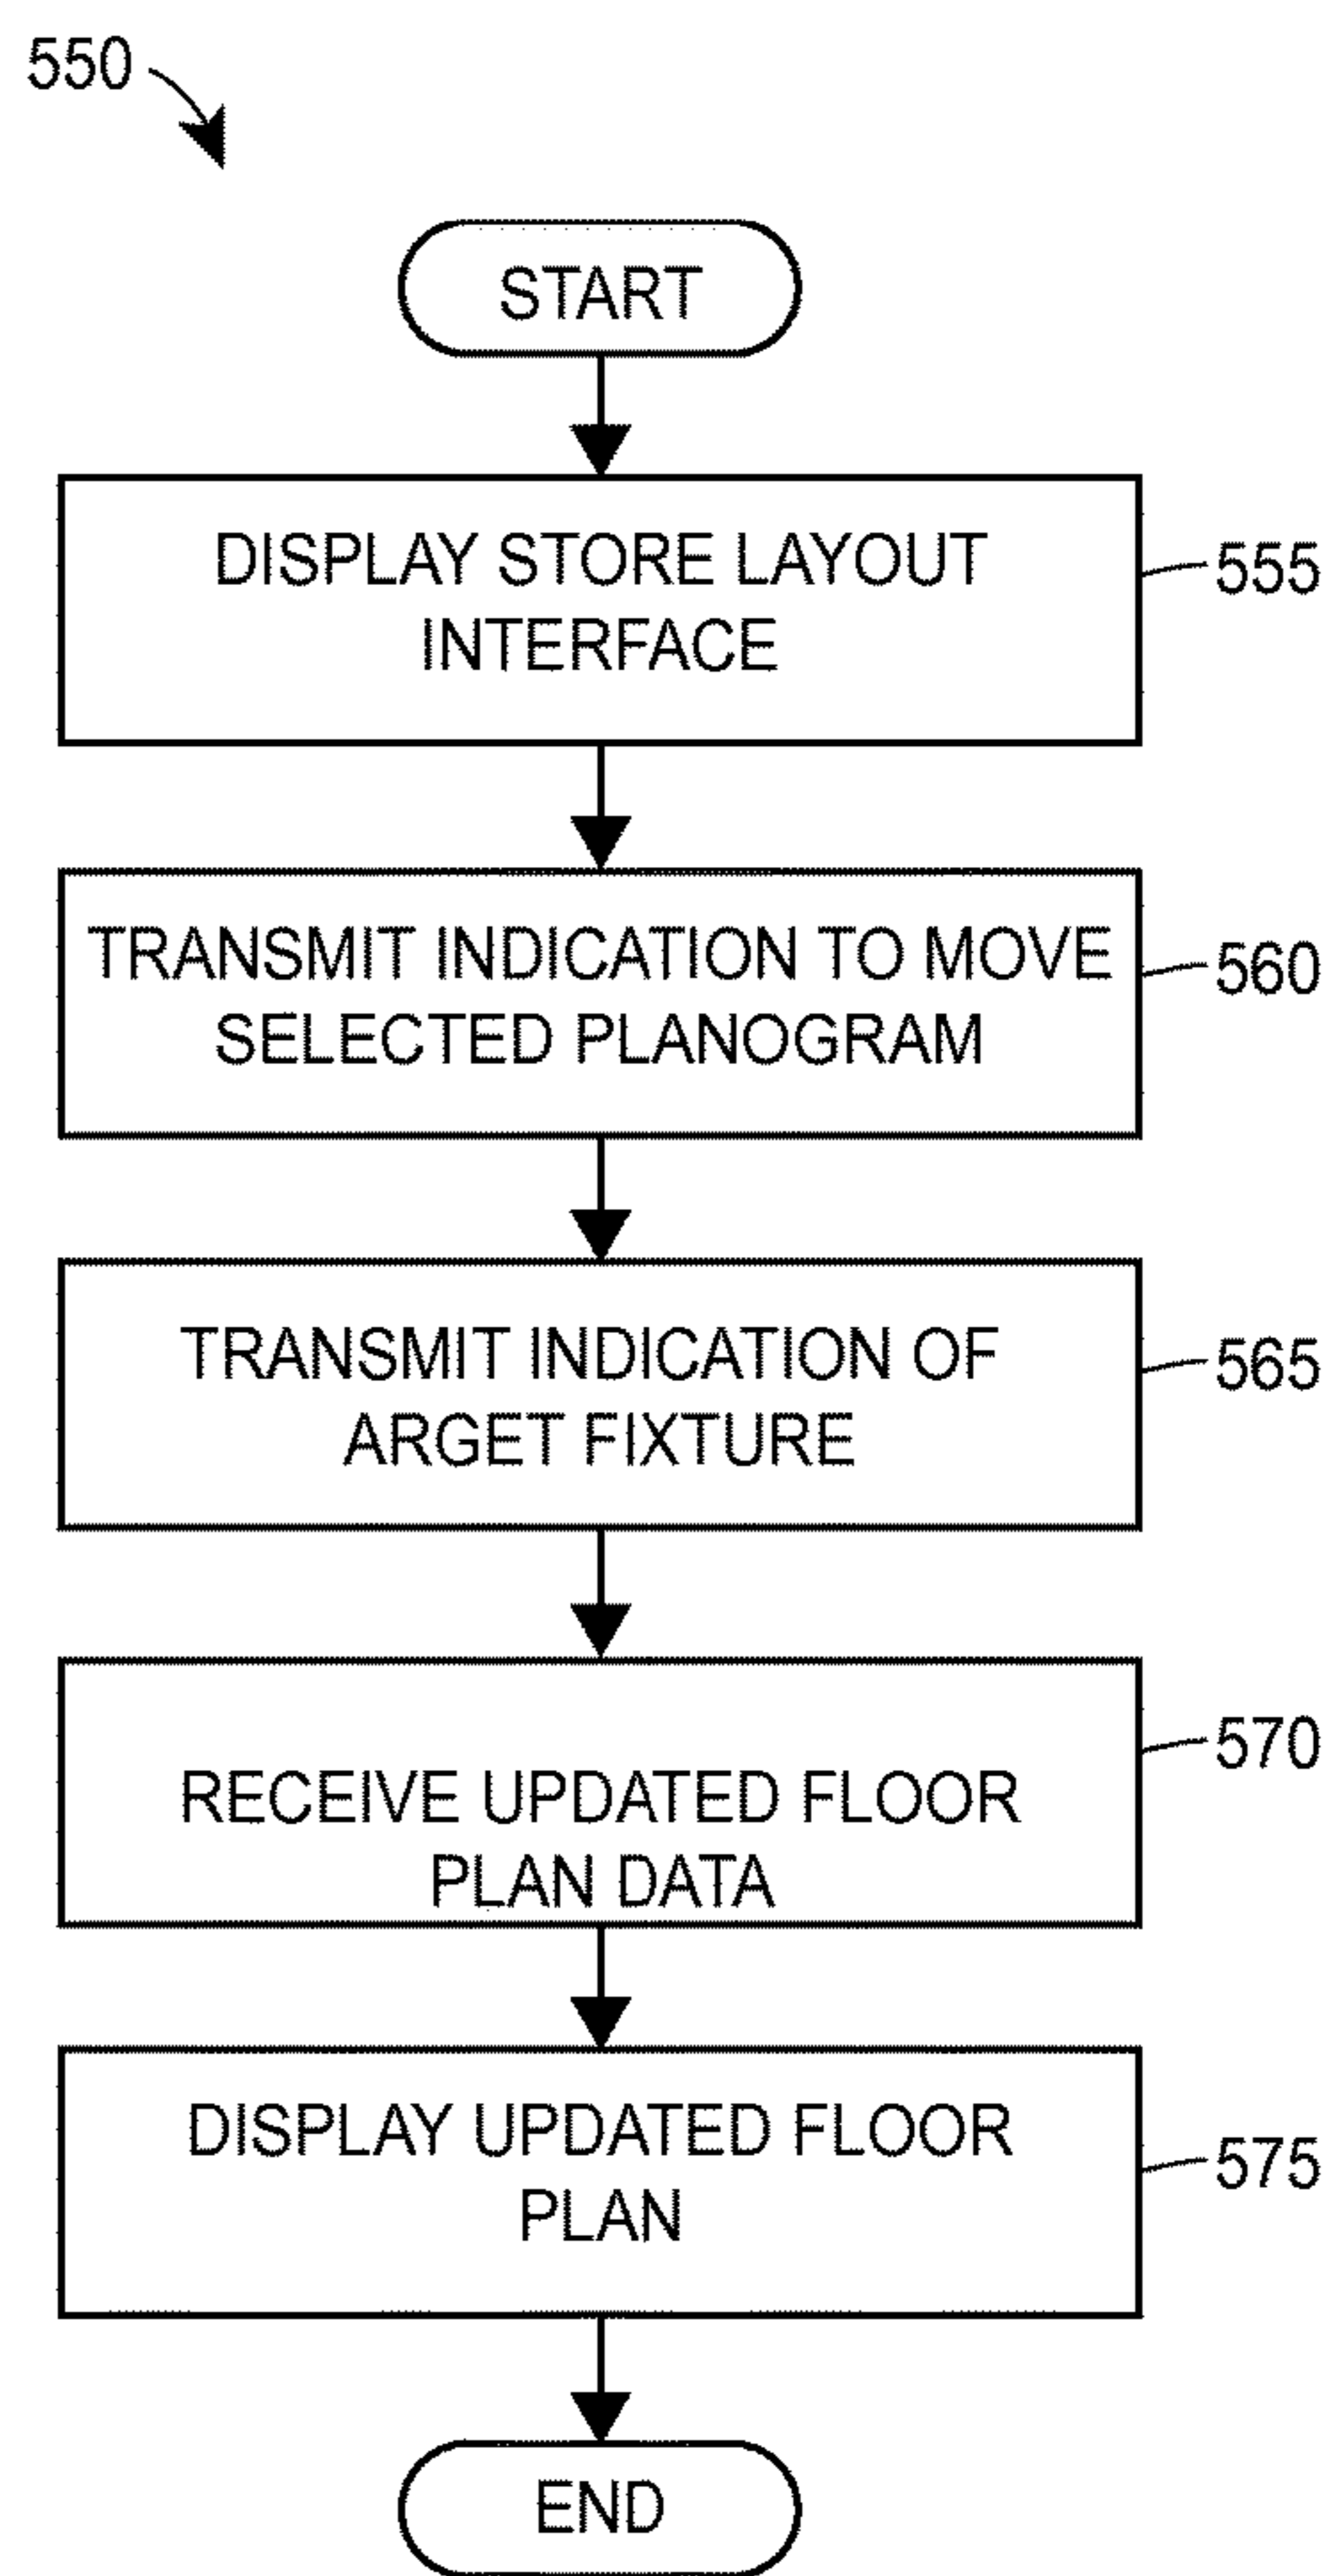 550
START
DISPLAY STORE LAYOUT
INTERFACE
555
TRANSMIT INDICATION TO MOVE
SELECTED PLANOGRAM
560
TRANSMIT INDICATION OF
ARGET FIXTURE
565
RECEIVE UPDATED FLOOR
PLAN DATA
570
DISPLAY UPDATED FLOOR
PLAN
575
END